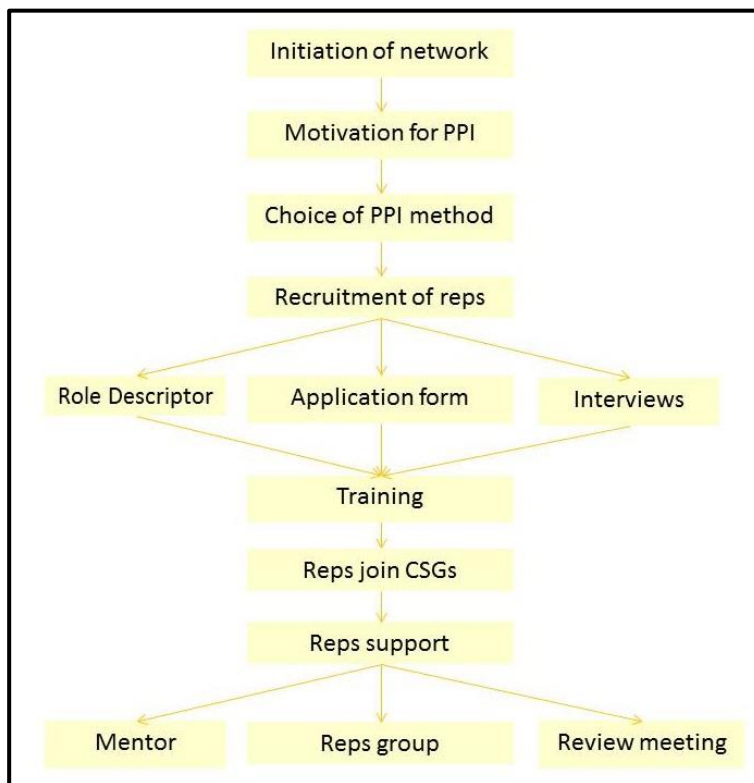 Initiation of network
Motivation for PPI
Choice of PPI method
Recruitment of reps
Role Descriptor
Application form
Interviews
Training
Reps join CSGs
Reps support
Mentor
Reps group
Review meeting